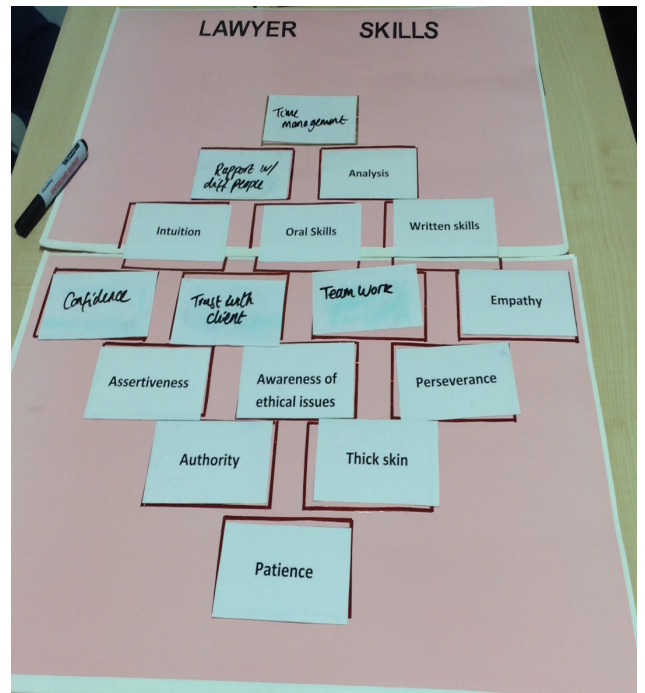 LAWYER SKILLS
Time
management
Rapport w/
diff people
Analysis
Intuition
Oral Skills
Written skills
Confidence
Trust with
client
Team Work
Empathy
Assertiveness
Awareness of
ethical issues
Perseverance
Authority
Thick skin
Patience